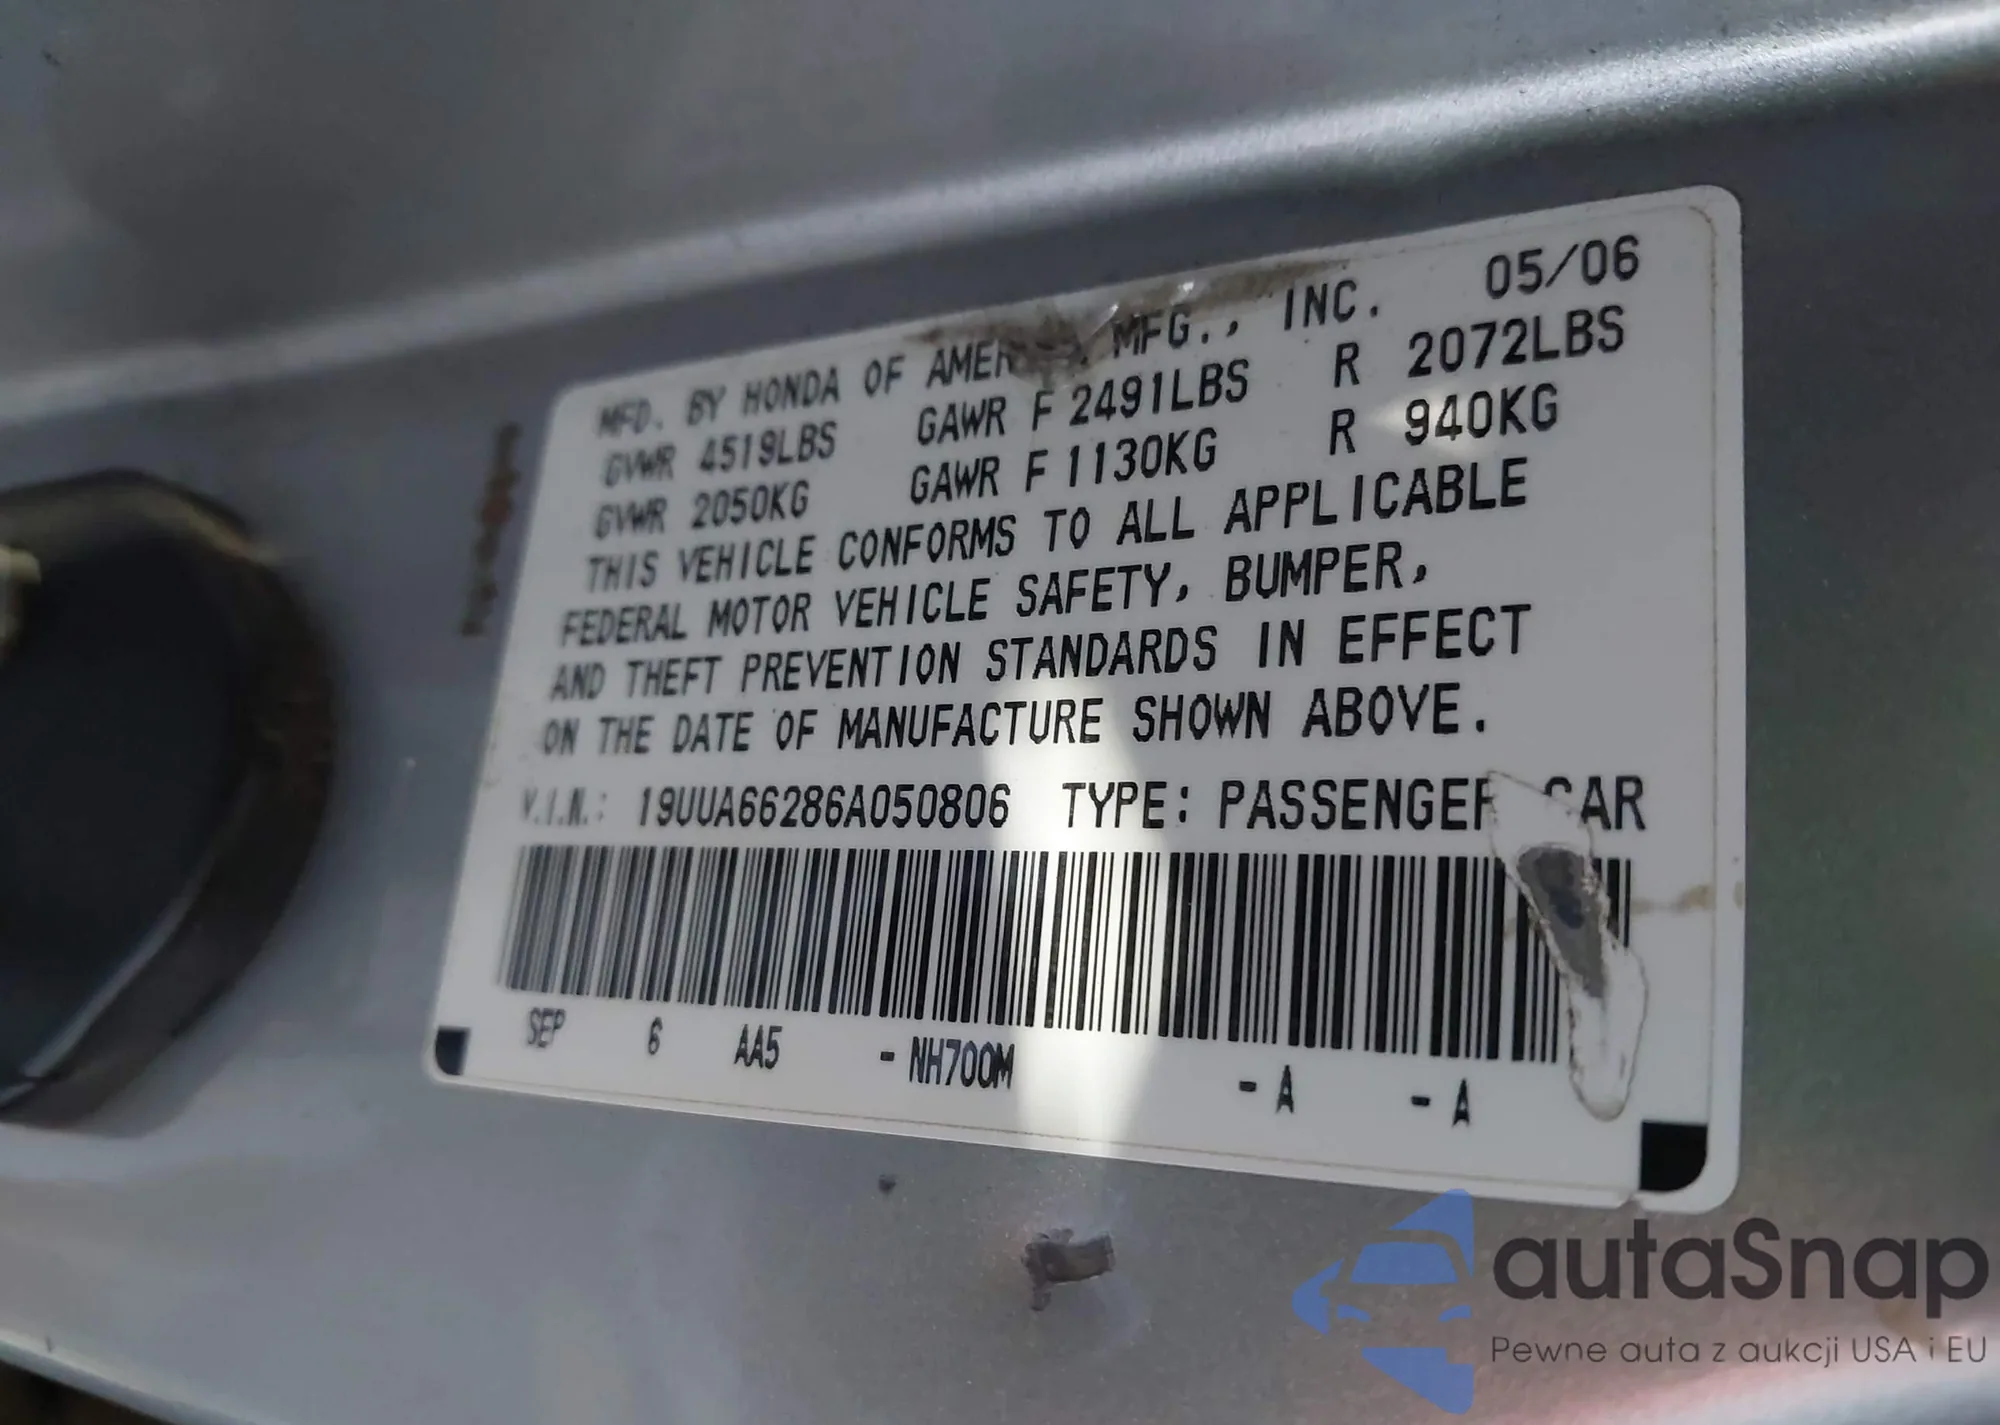 MFD. BY HONDA OF AMER MFG., INC. 05/06
GVWR 4519LBS GAWR F 2491LBS R 2072LBS
GVWR 2050KG GAWR F 1130KG R 940KG
THIS VEHICLE CONFORMS TO ALL APPLICABLE
FEDERAL MOTOR VEHICLE SAFETY, BUMPER,
AND THEFT PREVENTION STANDARDS IN EFFECT
ON THE DATE OF MANUFACTURE SHOWN ABOVE.
V.I.N.: 19UUA66286A050806 TYPE: PASSENGER CAR
SEP 6 AA5 - NH700M - A - A
autaSnap
Pewne auta z aukcji USA i EU